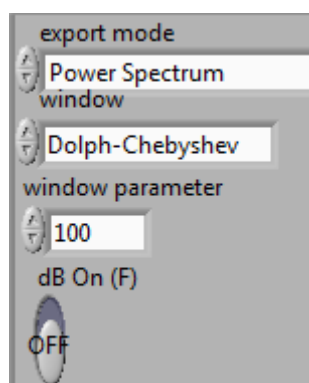 export mode
Power Spectrum
window
Dolph-Chebyshev
window parameter
100
dB On (F)
OFF